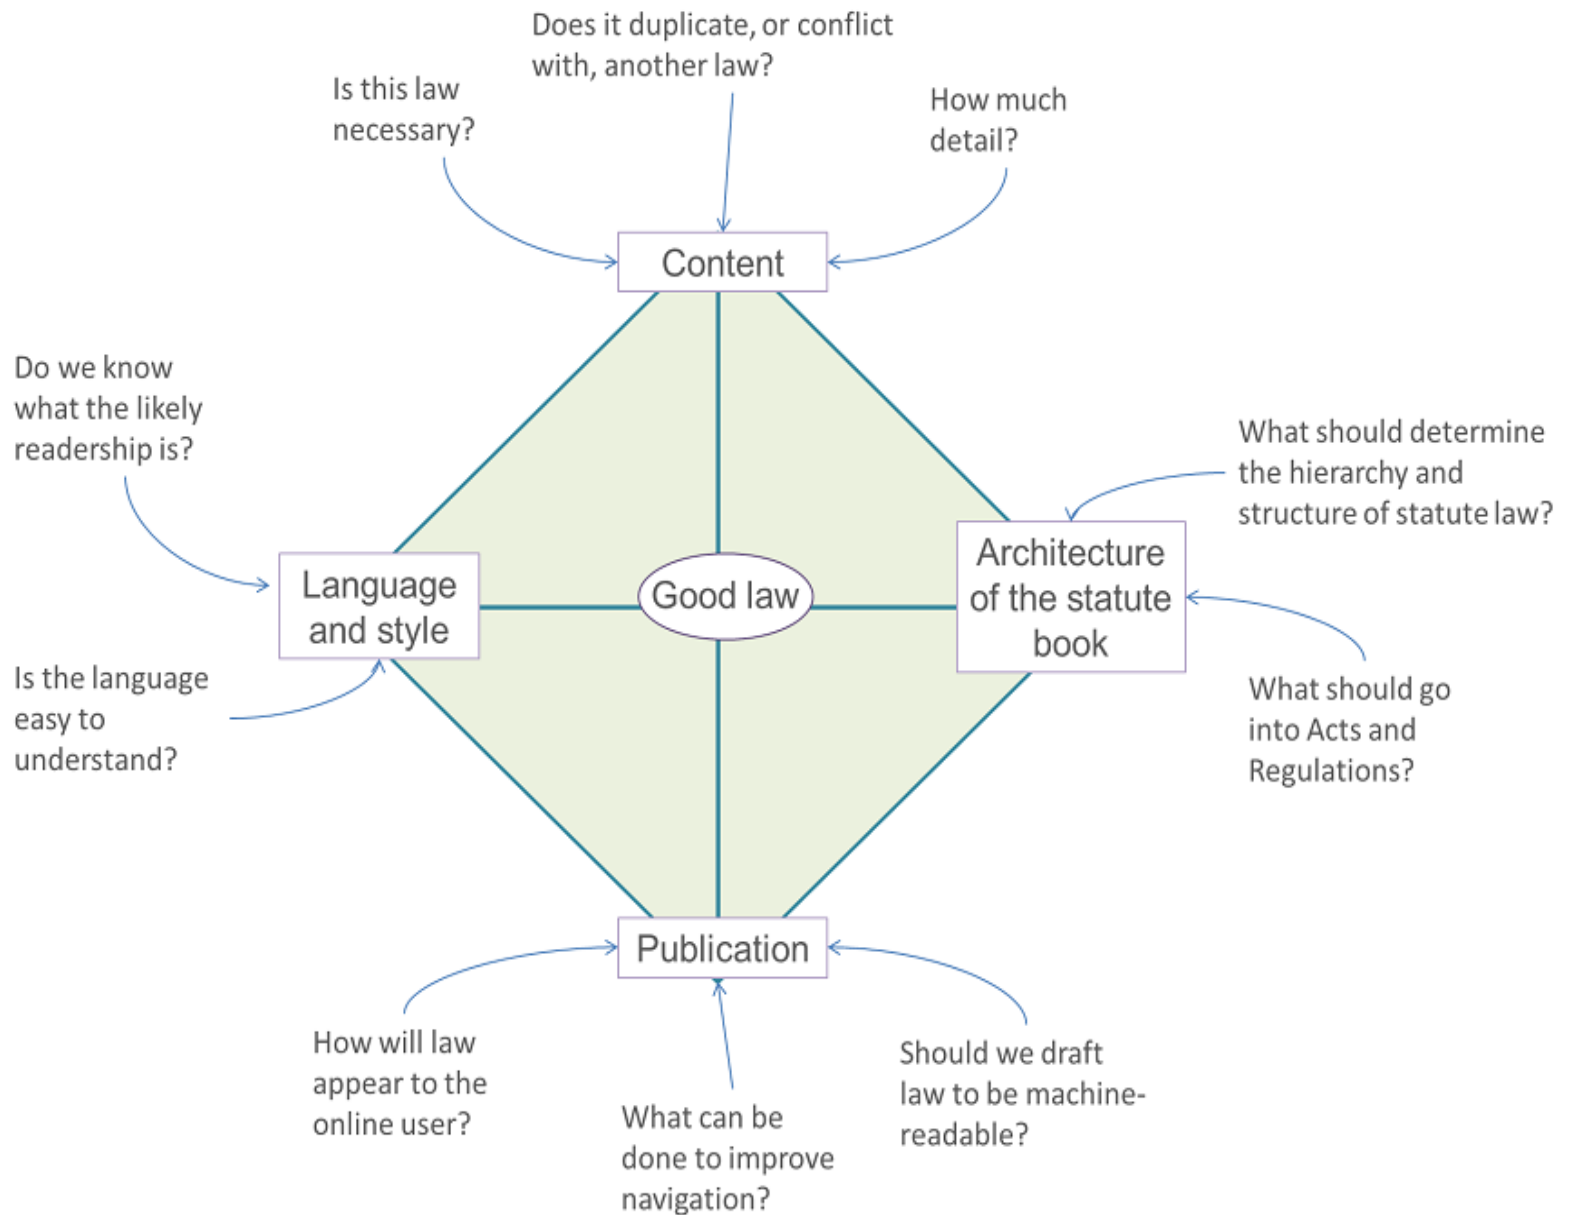 Does it duplicate, or conflict
with, another law?
Is this law
necessary?
How much
detail?
Content
Do we know
what the likely
readership is?
What should determine
the hierarchy and
structure of statute law?
Language
and style
Good law
Architecture
of the statute
book
Is the language
easy to
understand?
What should go
into Acts and
Regulations?
Publication
How will law
appear to the
online user?
What can be
done to improve
navigation?
Should we draft
law to be machine-
readable?